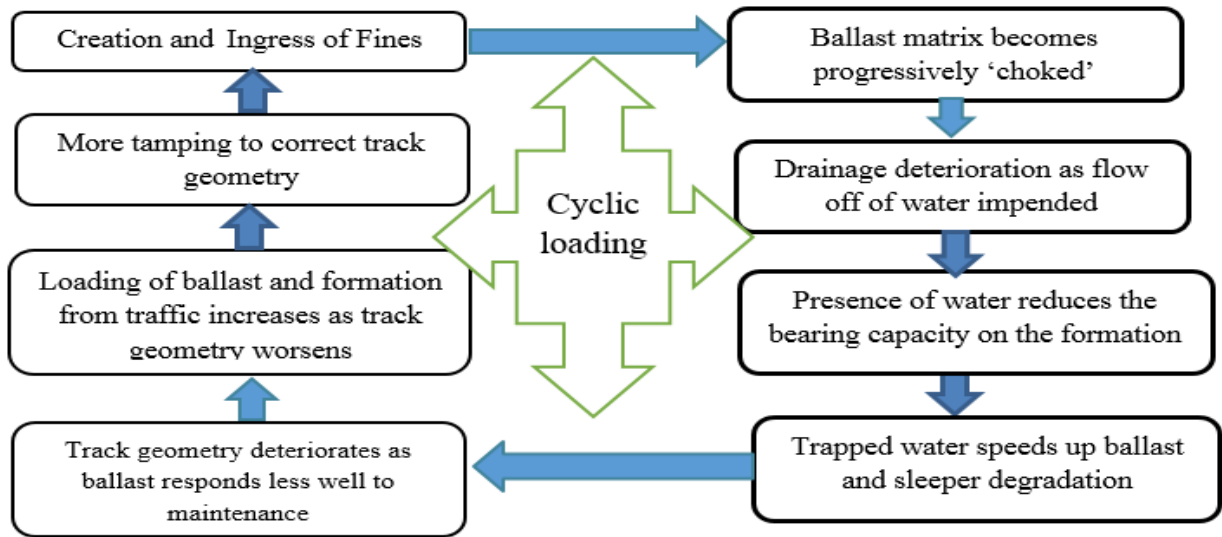 Creation and Ingress of Fines
Ballast matrix becomes
progressively ‘choked’
More tamping to correct track
geometry
Drainage deterioration as flow
off of water impended
Cyclic
loading
Loading of ballast and formation
from traffic increases as track
geometry worsens
Presence of water reduces the
bearing capacity on the formation
Track geometry deteriorates as
ballast responds less well to
maintenance
Trapped water speeds up ballast
and sleeper degradation